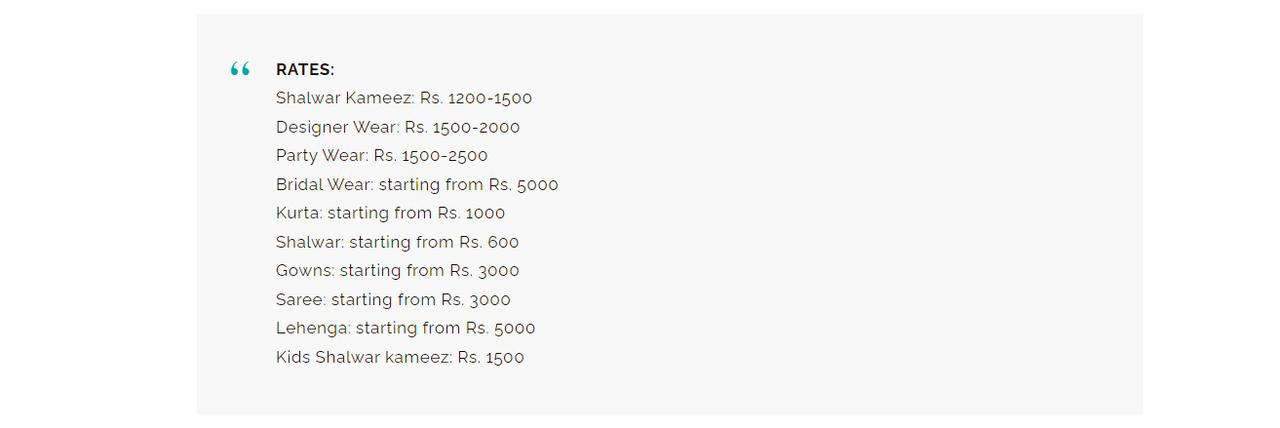 “
RATES:
Shalwar Kameez: Rs. 1200-1500
Designer Wear: Rs. 1500-2000
Party Wear: Rs. 1500-2500
Bridal Wear: starting from Rs. 5000
Kurta: starting from Rs. 1000
Shalwar: starting from Rs. 600
Gowns: starting from Rs. 3000
Saree: starting from Rs. 3000
Lehenga: starting from Rs. 5000
Kids Shalwar kameez: Rs. 1500